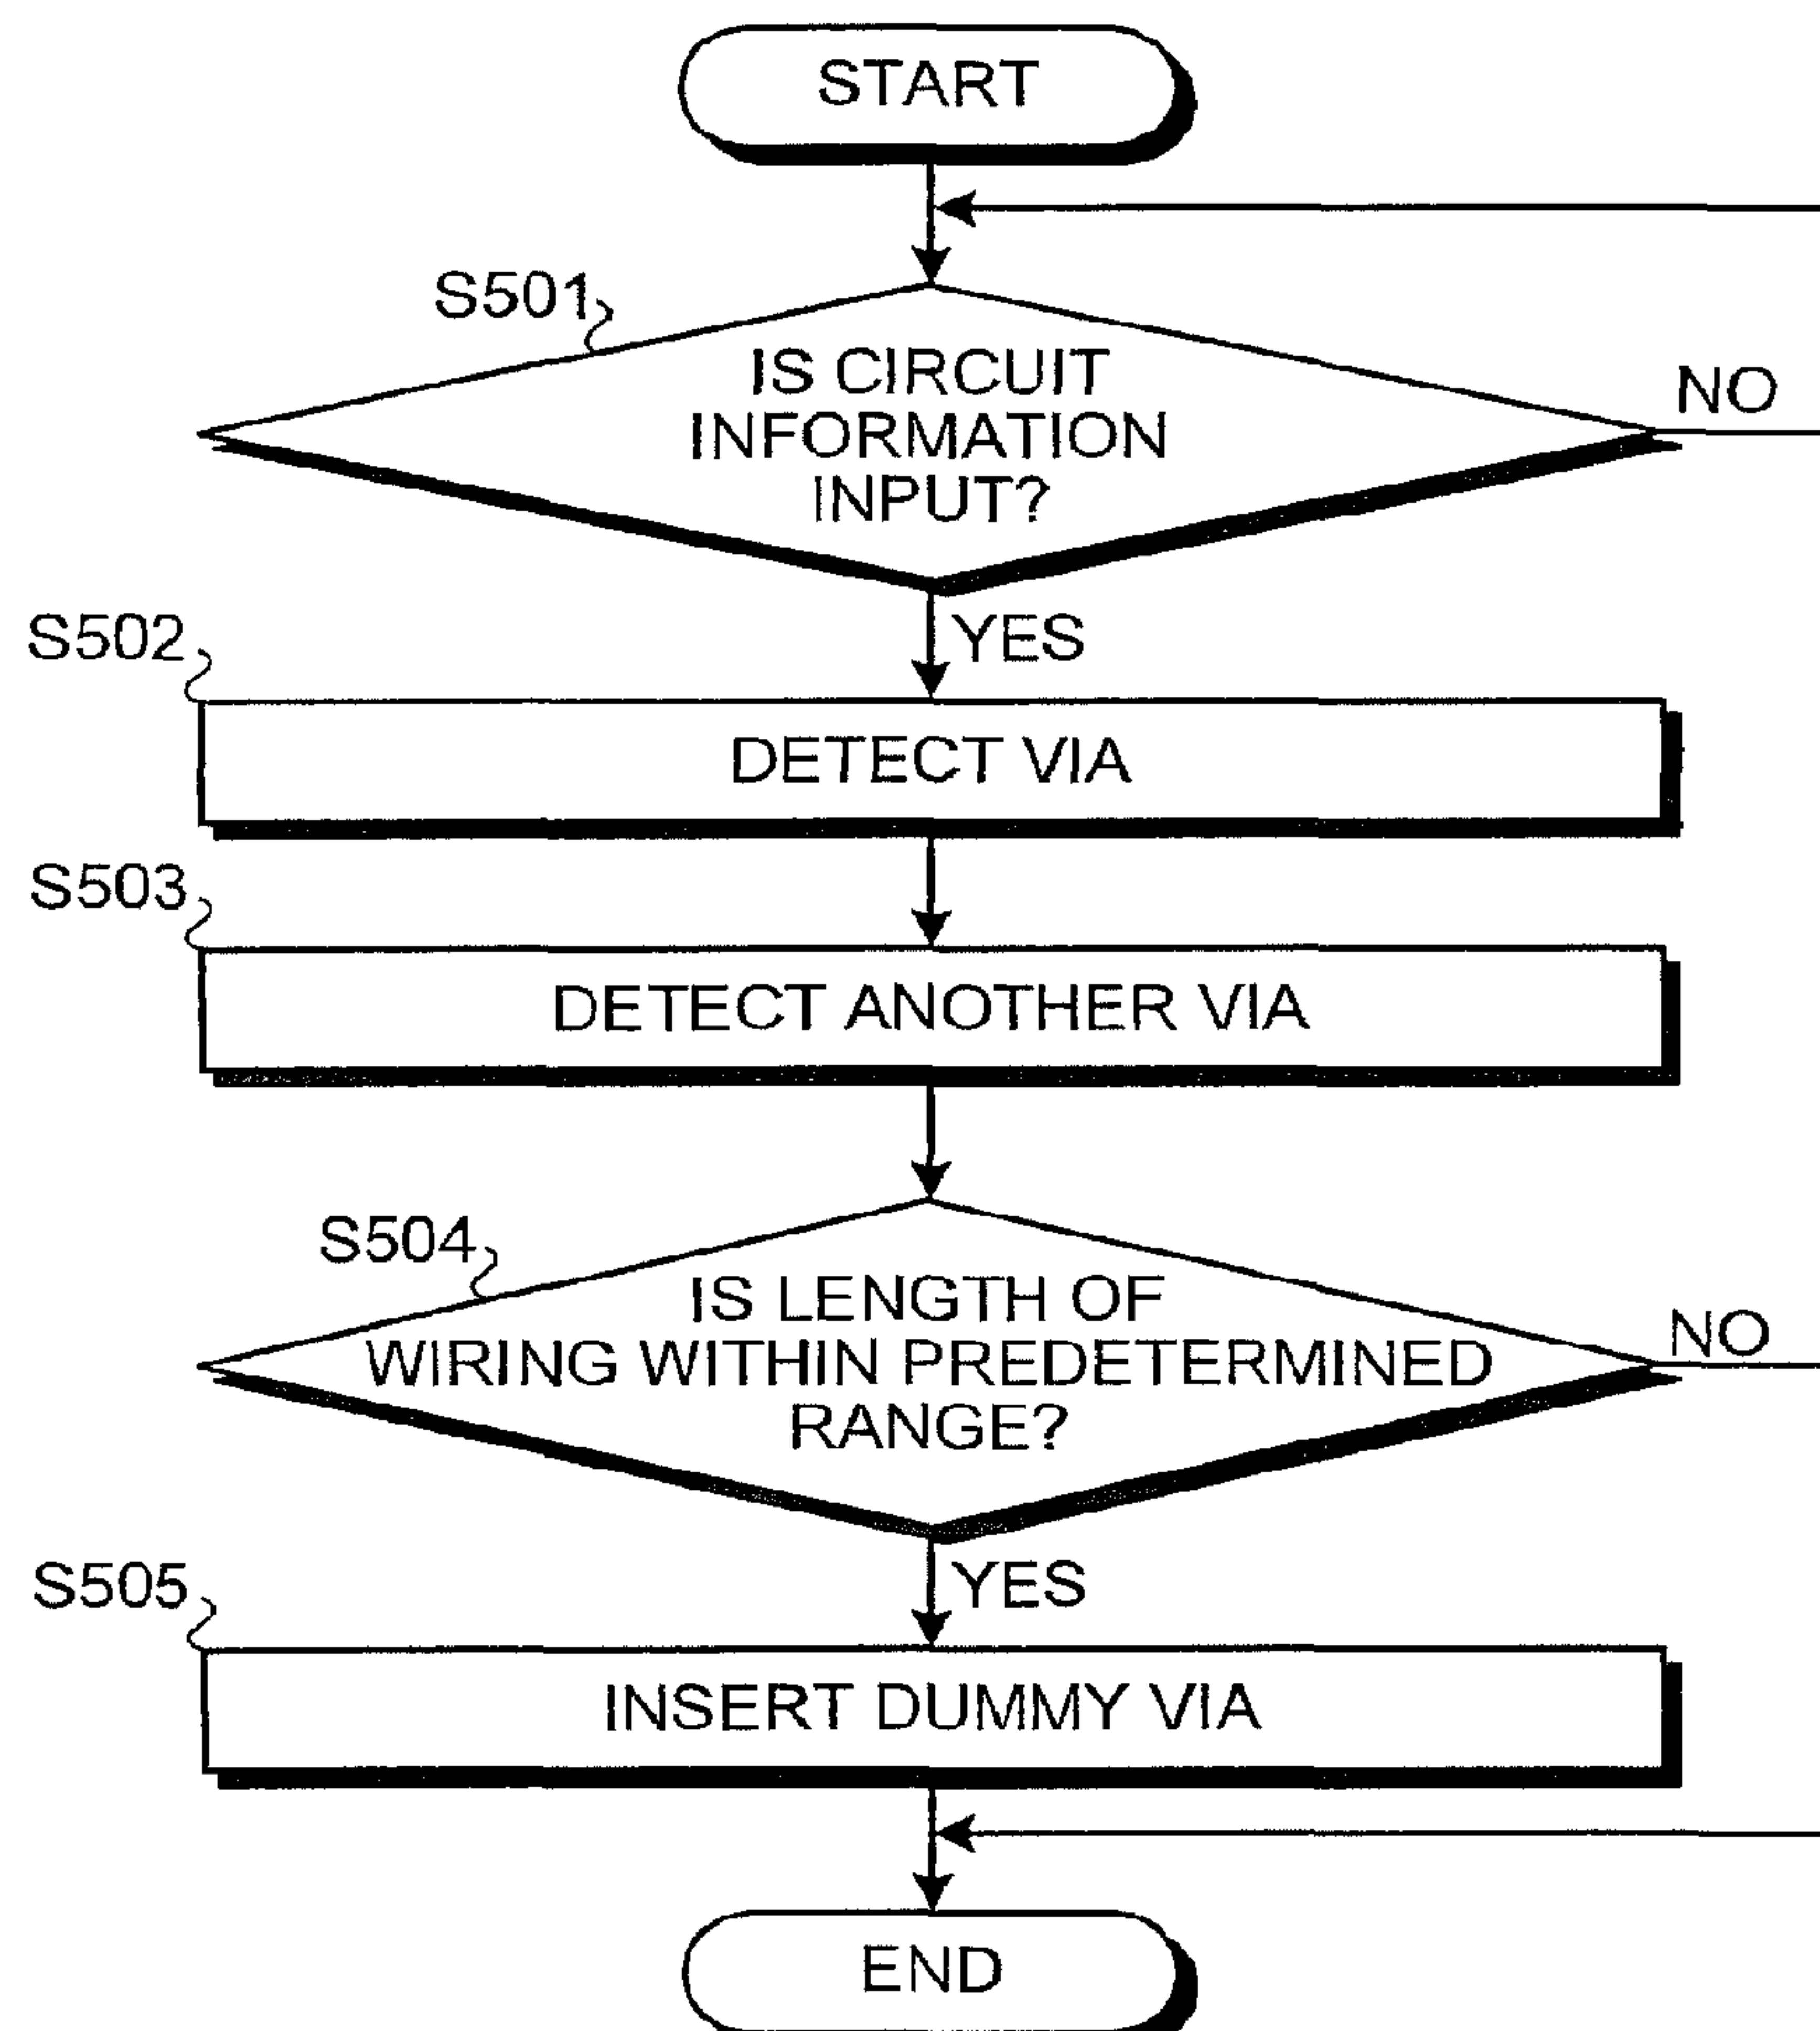 START
S501
IS CIRCUIT
INFORMATION
INPUT?
NO
YES
S502
DETECT VIA
S503
DETECT ANOTHER VIA
S504
IS LENGTH OF
WIRING WITHIN PREDETERMINED
RANGE?
NO
YES
S505
INSERT DUMMY VIA
END